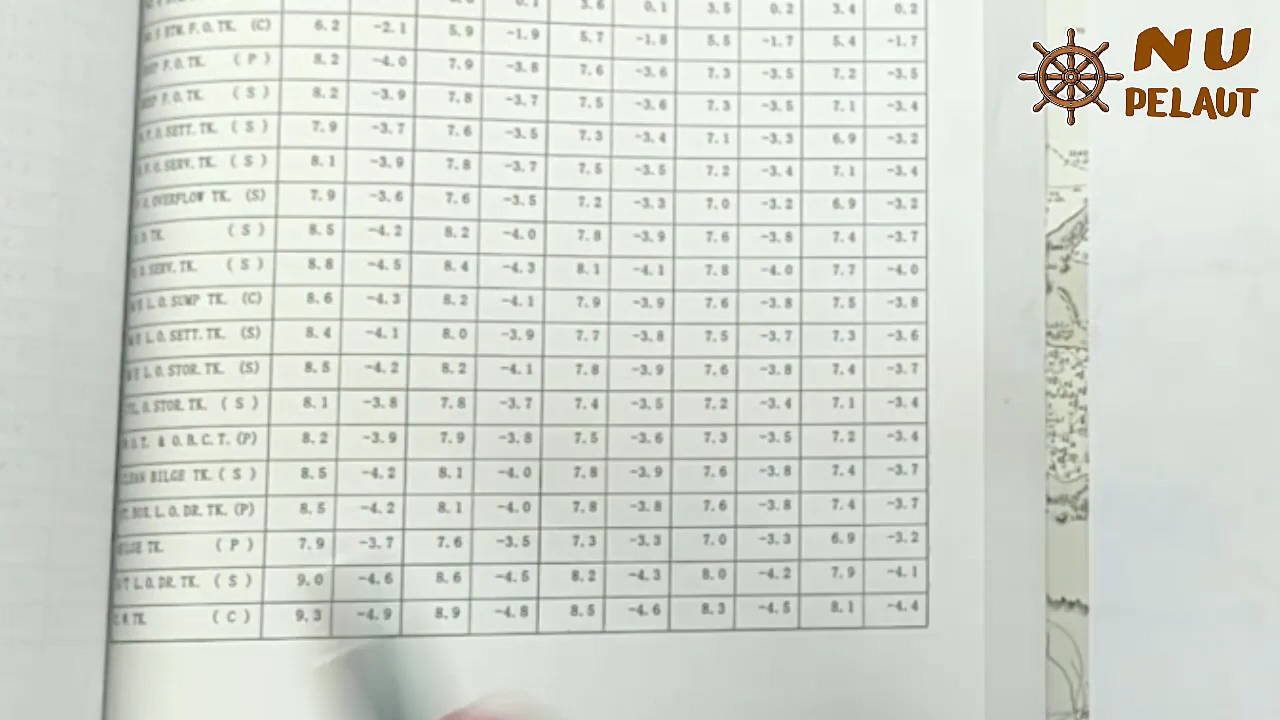 0.1 3.6 0.1 3.5 0.2 3.4 0.2
BTM. F. O. TK. (C) 6.2 -2.1 5.9 -1.9 5.7 -1.8 5.5 -1.7 5.4 -1.7
F. O. TK. (P) 8.2 -4.0 7.9 -3.8 7.6 -3.6 7.3 -3.5 7.2 -3.5
F. O. TK. (S) 8.2 -3.9 7.8 -3.7 7.5 -3.6 7.3 -3.5 7.1 -3.4
SETT. TK. (S) 7.9 -3.7 7.6 -3.5 7.3 -3.4 7.1 -3.3 6.9 -3.2
SERV. TK. (S) 8.1 -3.9 7.8 -3.7 7.5 -3.5 7.2 -3.4 7.1 -3.4
OVERFLOW TK. (S) 7.9 -3.6 7.6 -3.5 7.2 -3.3 7.0 -3.2 6.9 -3.2
TK. (S) 8.5 -4.2 8.2 -4.0 7.8 -3.9 7.6 -3.8 7.4 -3.7
SERV. TK. (S) 8.8 -4.5 8.4 -4.3 8.1 -4.1 7.8 -4.0 7.7 -4.0
L. O. SUMP TK. (C) 8.6 -4.3 8.2 -4.1 7.9 -3.9 7.6 -3.8 7.5 -3.8
L. O. SETT. TK. (S) 8.4 -4.1 8.0 -3.9 7.7 -3.8 7.5 -3.7 7.3 -3.6
L. O. STOR. TK. (S) 8.5 -4.2 8.2 -4.1 7.8 -3.9 7.6 -3.8 7.4 -3.7
O. STOR. TK. (S) 8.1 -3.8 7.8 -3.7 7.4 -3.5 7.2 -3.4 7.1 -3.4
& O. B. C. T. (P) 8.2 -3.9 7.9 -3.8 7.5 -3.6 7.3 -3.5 7.2 -3.4
CLEAN BILGE TK. (S) 8.5 -4.2 8.1 -4.0 7.8 -3.9 7.6 -3.8 7.4 -3.7
L. O. DR. TK. (P) 8.5 -4.2 8.1 -4.0 7.8 -3.8 7.6 -3.8 7.4 -3.7
BILGE TK. (P) 7.9 -3.7 7.6 -3.5 7.3 -3.3 7.0 -3.3 6.9 -3.2
L. O. DR. TK. (S) 9.0 -4.6 8.6 -4.5 8.2 -4.3 8.0 -4.2 7.9 -4.1
TK. (C) 9.3 -4.9 8.9 -4.8 8.5 -4.6 8.3 -4.5 8.1 -4.4
NU
PELAUT